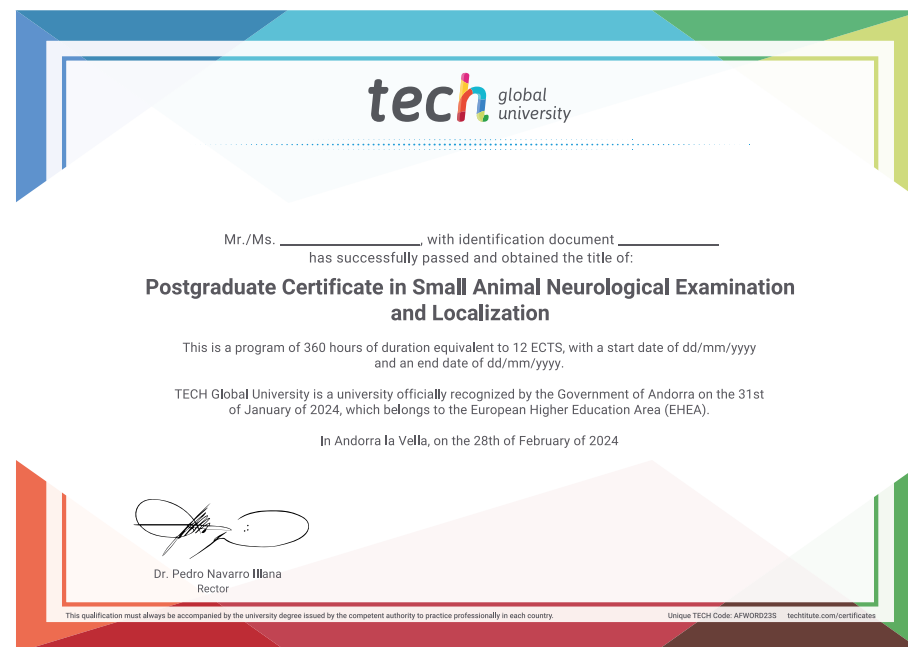 tech global
university
Mr./Ms. ____________________, with identification document ______________
has successfully passed and obtained the title of:
Postgraduate Certificate in Small Animal Neurological Examination
and Localization
This is a program of 360 hours of duration equivalent to 12 ECTS, with a start date of dd/mm/yyyy
and an end date of dd/mm/yyyy.
TECH Global University is a university officially recognized by the Government of Andorra on the 31st
of January of 2024, which belongs to the European Higher Education Area (EHEA).
In Andorra la Vella, on the 28th of February of 2024
Dr. Pedro Navarro Illana
Rector
This qualification must always be accompanied by the university degree issued by the competent authority to practice professionally in each country.
Unique TECH Code: AFWORD23S techtitute.com/certificates